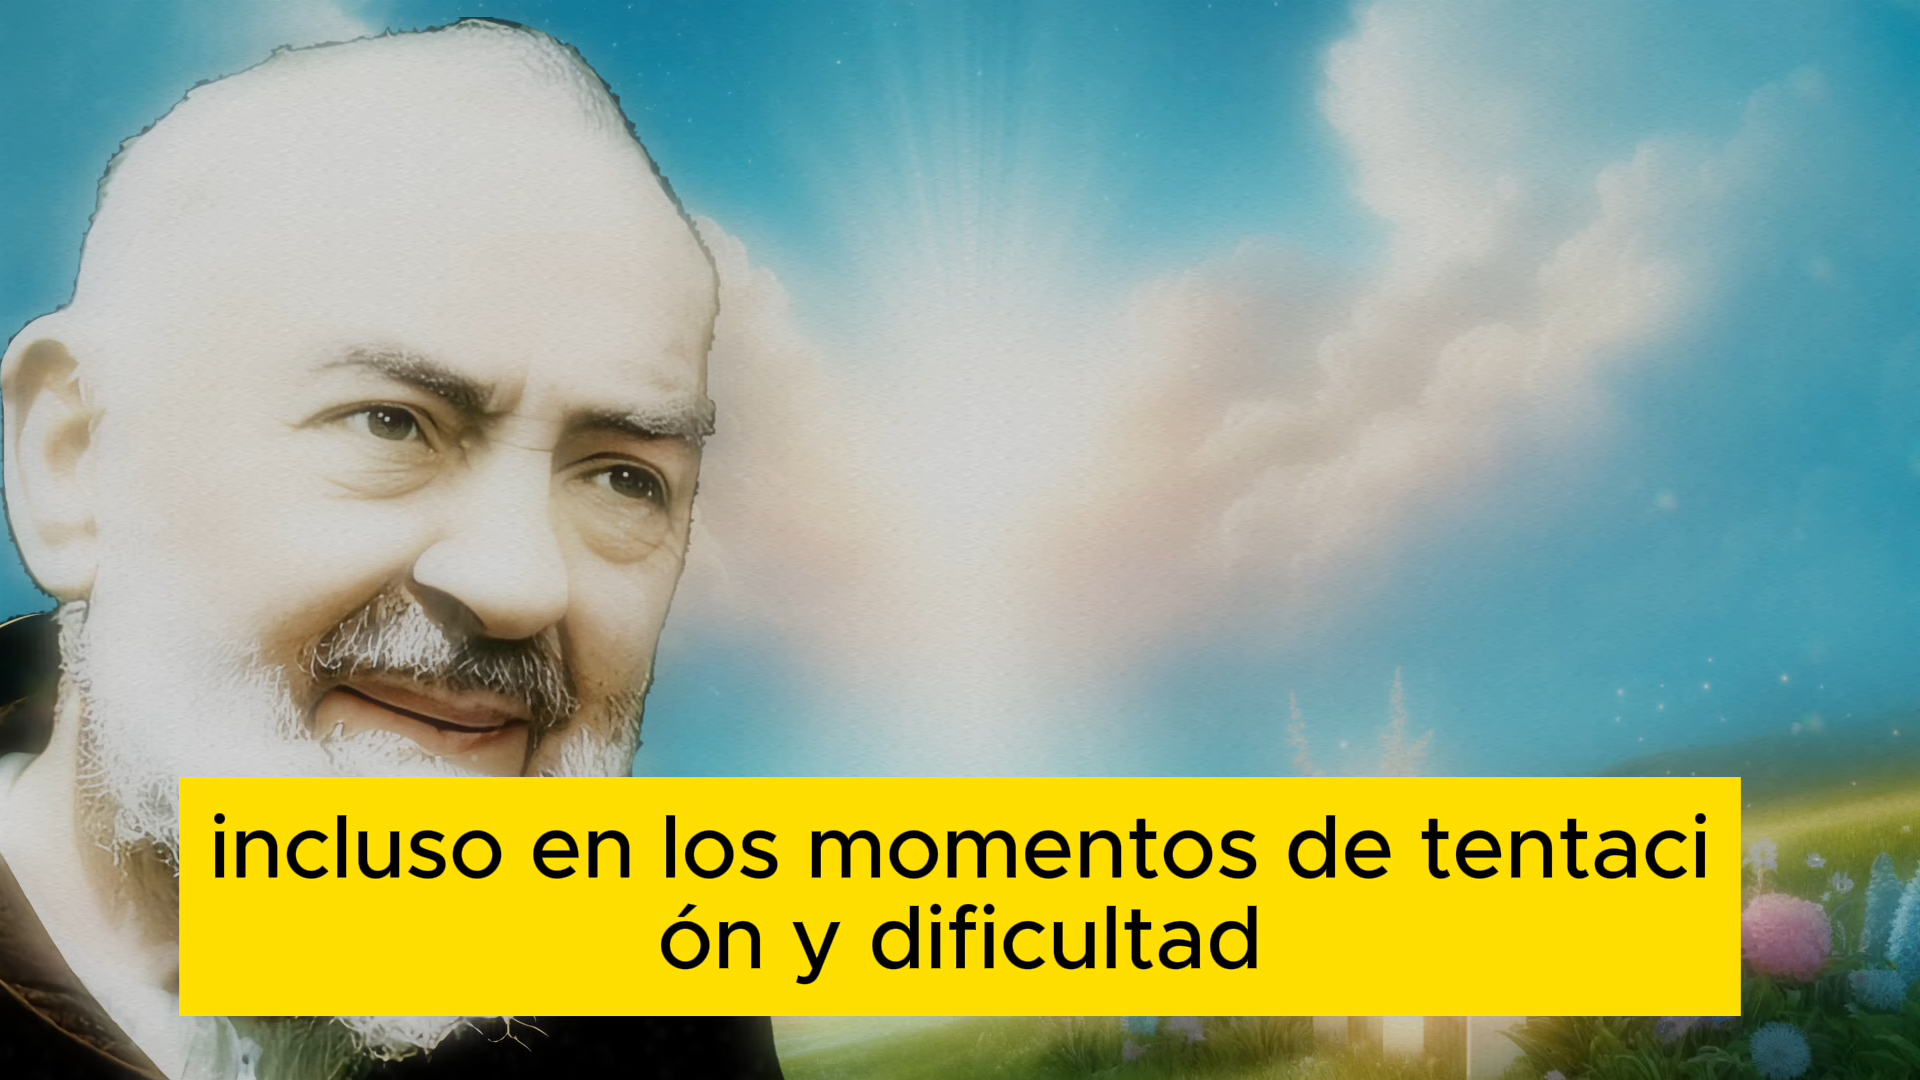 incluso en los momentos de tentaci
ón y dificultad